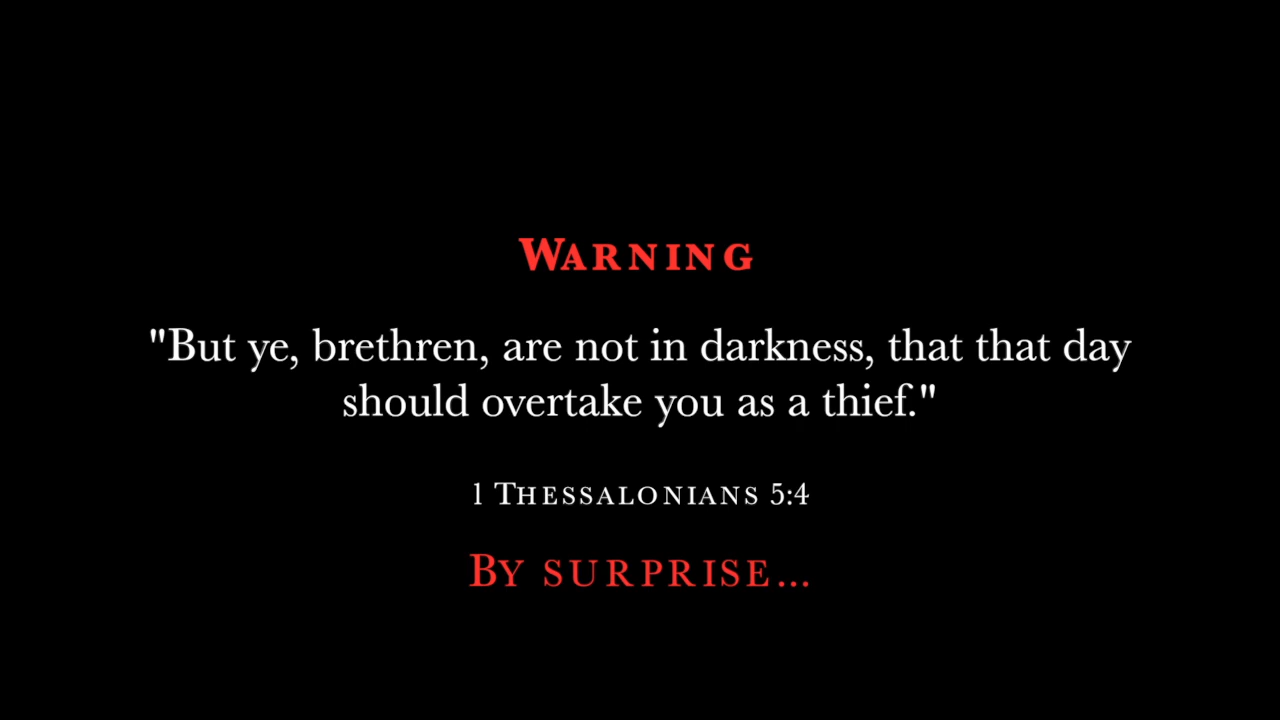 WARNING
"But ye, brethren, are not in darkness, that that day
should overtake you as a thief."
1 THESSALONIANS 5:4
BY SURPRISE...